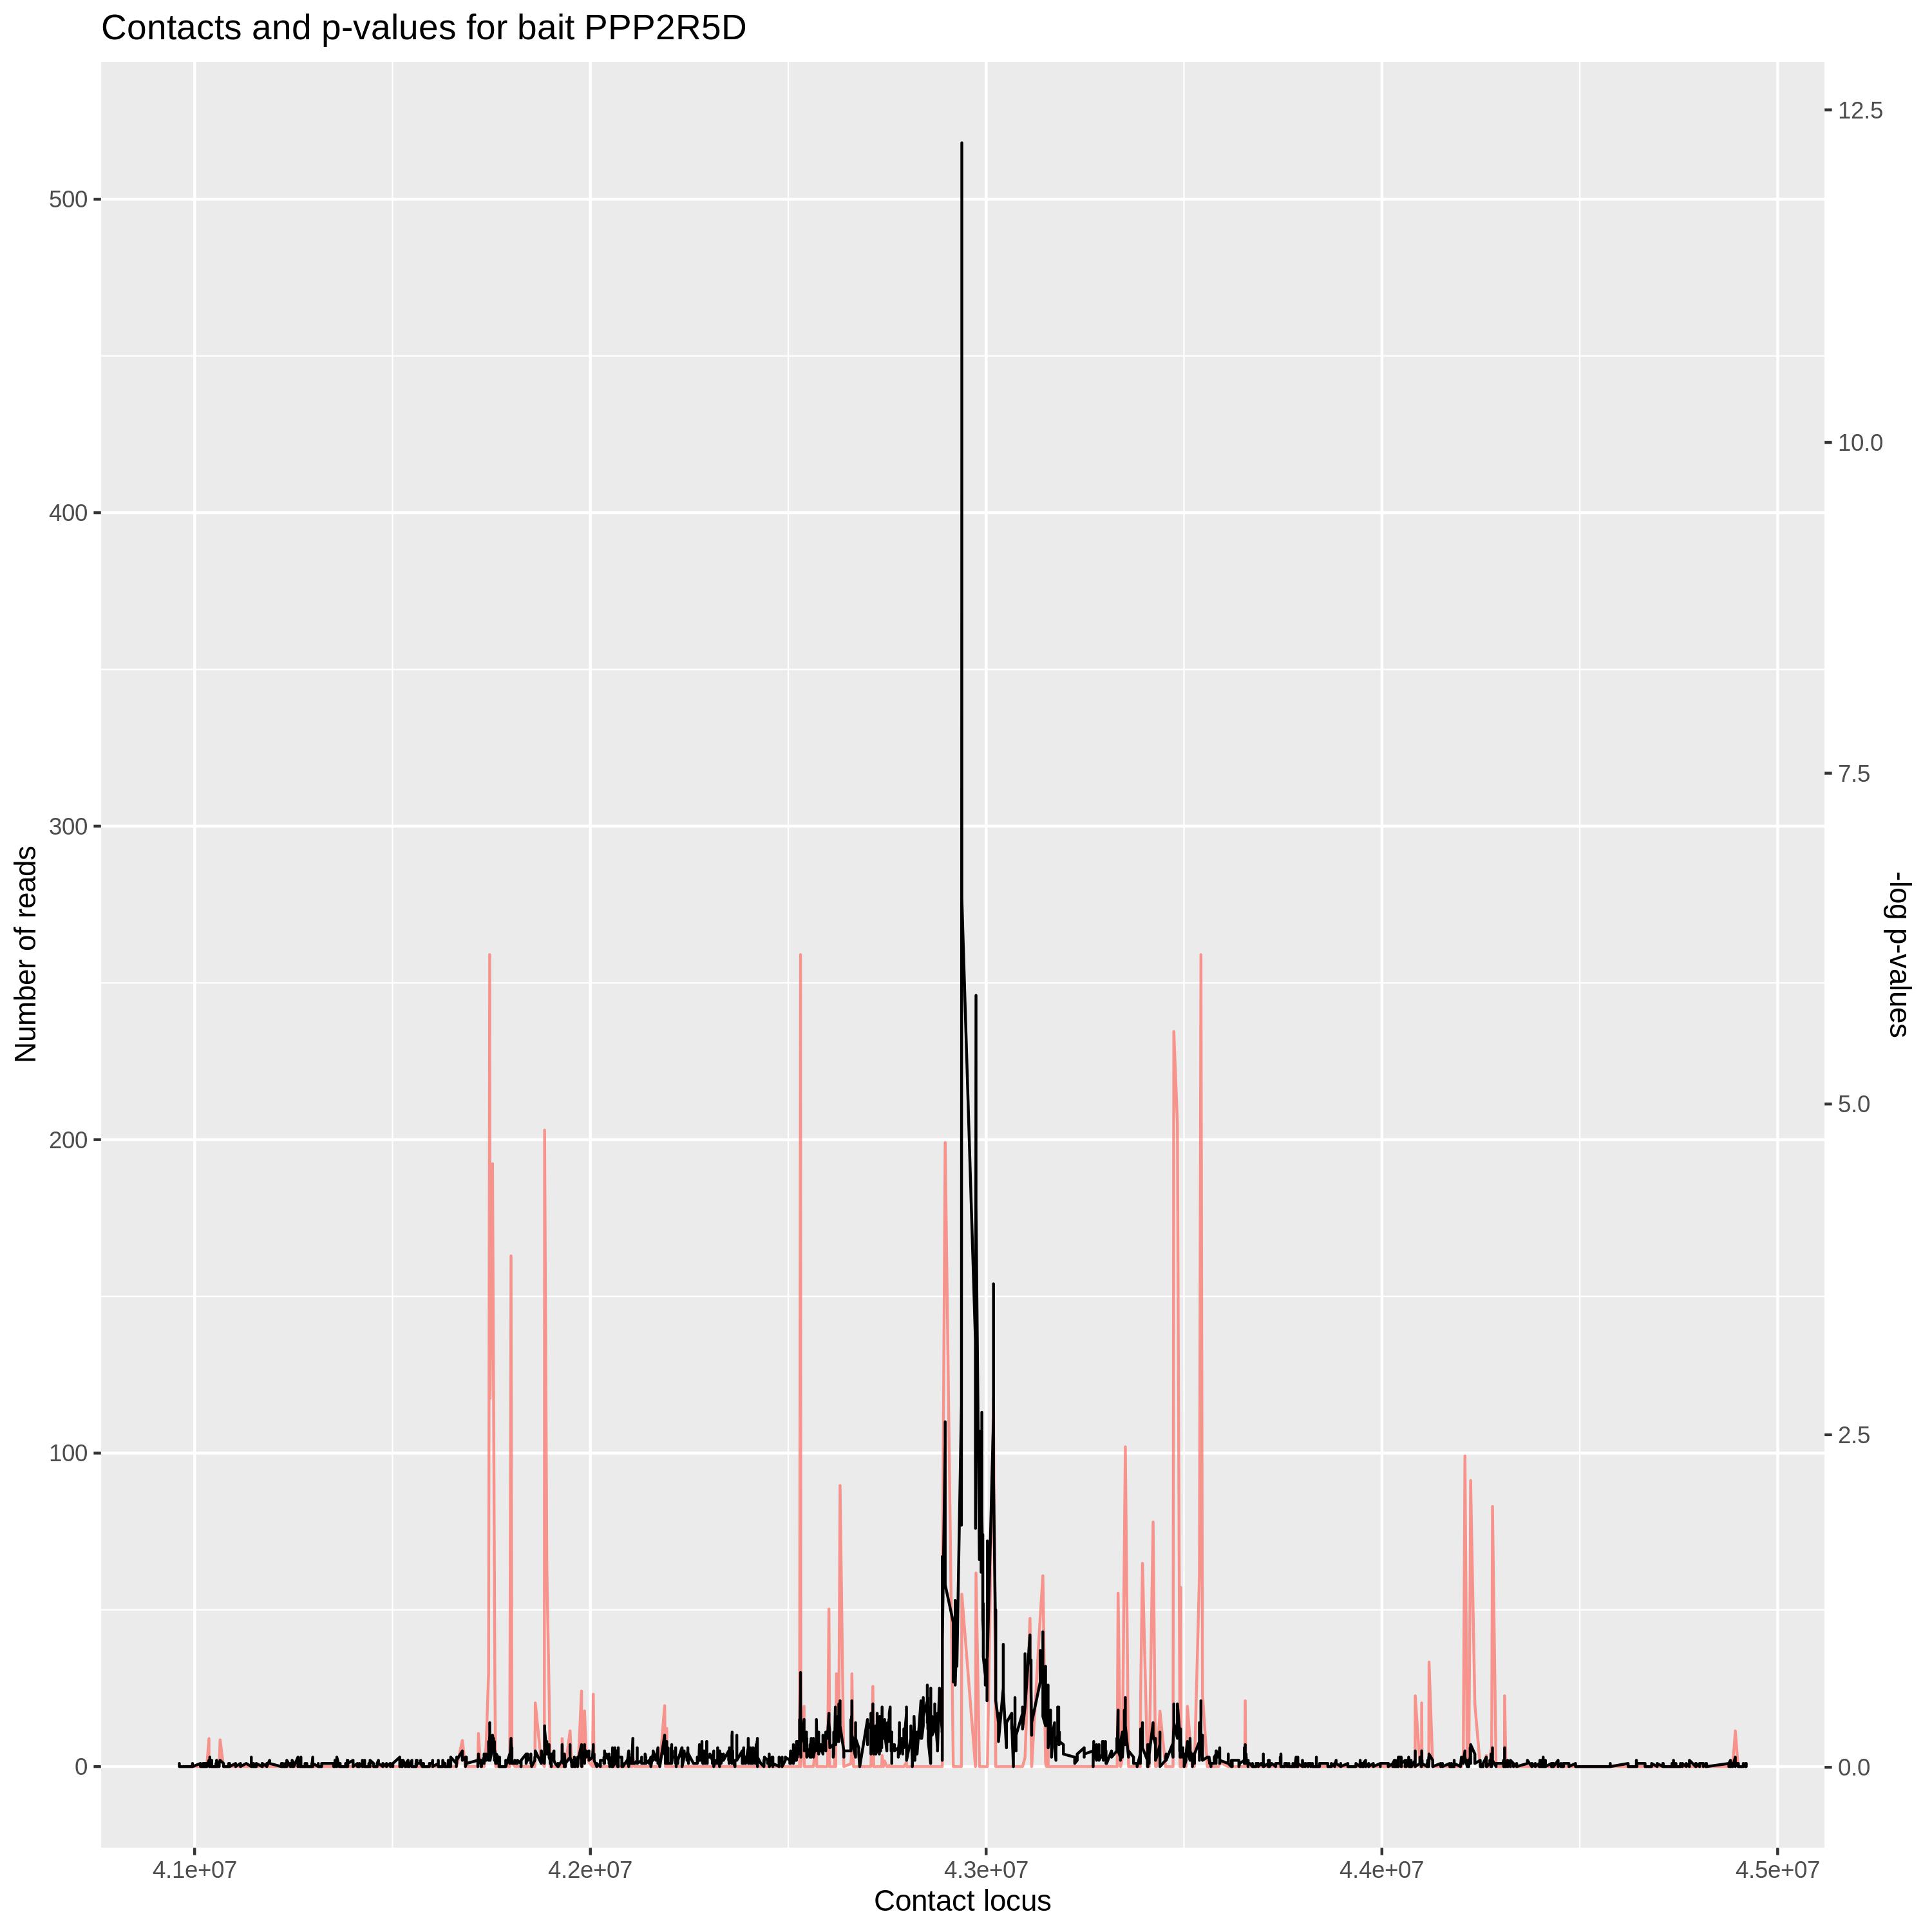 Contacts and p-values for bait PPP2R5D
12.5
500
10.0
400
7.5
300
Number of reads
-log p-values
5.0
200
2.5
100
0
0.0
4.1e+07 4.2e+07 4.3e+07 4.4e+07 4.5e+07
Contact locus